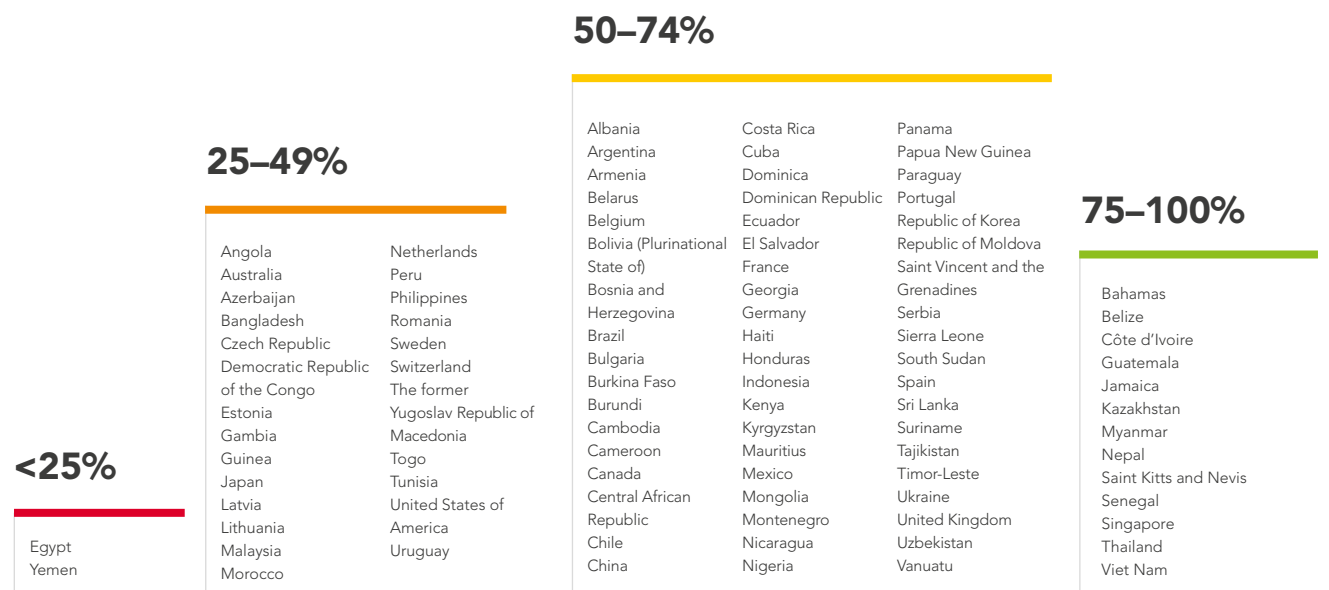 <25%
Egypt
Yemen
25–49%
Angola
Australia
Azerbaijan
Bangladesh
Czech Republic
Democratic Republic
of the Congo
Estonia
Gambia
Guinea
Japan
Latvia
Lithuania
Malaysia
Morocco
Netherlands
Peru
Philippines
Romania
Sweden
Switzerland
The former
Yugoslav Republic of
Macedonia
Togo
Tunisia
United States of
America
Uruguay
50–74%
Albania
Argentina
Armenia
Belarus
Belgium
Bolivia (Plurinational
State of)
Bosnia and
Herzegovina
Brazil
Bulgaria
Burkina Faso
Burundi
Cambodia
Cameroon
Canada
Central African
Republic
Chile
China
Costa Rica
Cuba
Dominica
Dominican Republic
Ecuador
El Salvador
France
Georgia
Germany
Haiti
Honduras
Indonesia
Kenya
Kyrgyzstan
Mauritius
Mexico
Mongolia
Montenegro
Nicaragua
Nigeria
Panama
Papua New Guinea
Paraguay
Portugal
Republic of Korea
Republic of Moldova
Saint Vincent and the
Grenadines
Serbia
Sierra Leone
South Sudan
Spain
Sri Lanka
Suriname
Tajikistan
Timor-Leste
Ukraine
United Kingdom
Uzbekistan
Vanuatu
75–100%
Bahamas
Belize
Côte d’Ivoire
Guatemala
Jamaica
Kazakhstan
Myanmar
Nepal
Saint Kitts and Nevis
Senegal
Singapore
Thailand
Viet Nam